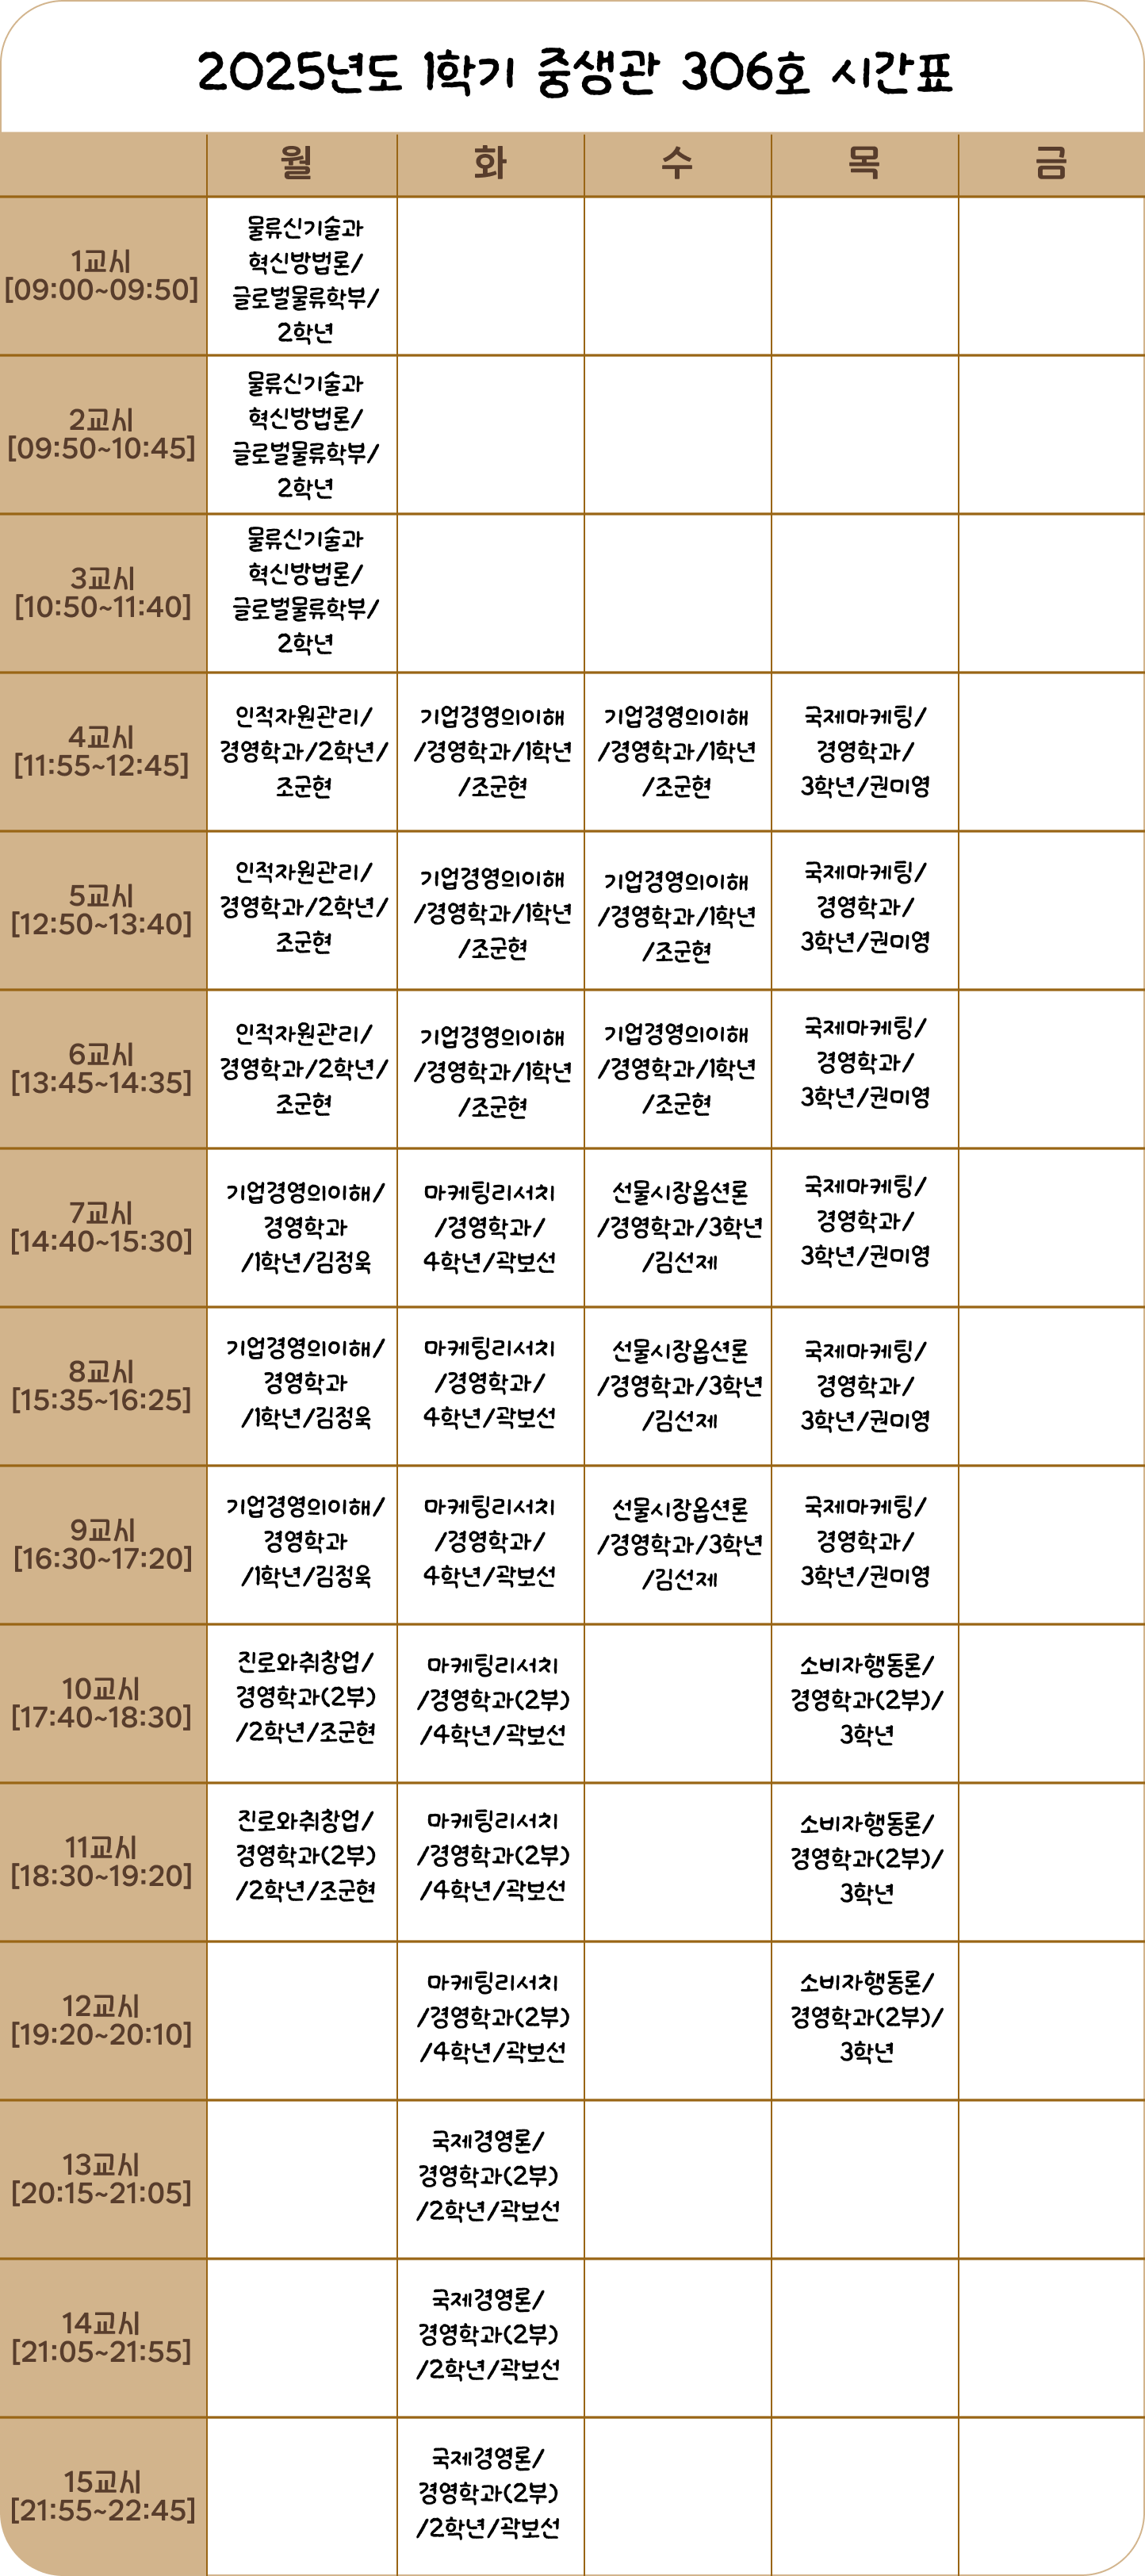 2025년도 1학기 중생관 306호 시간표
월 화 수 목 금
1교시
[09:00~09:50]
물류신기술과
혁신방법론/
글로벌물류학부/
2학년
2교시
[09:50~10:45]
물류신기술과
혁신방법론/
글로벌물류학부/
2학년
3교시
[10:50~11:40]
물류신기술과
혁신방법론/
글로벌물류학부/
2학년
4교시
[11:55~12:45]
인적자원관리/
경영학과/2학년/
조군현
기업경영의이해
/경영학과/1학년
/조군현
기업경영의이해
/경영학과/1학년
/조군현
국제마케팅/
경영학과/
3학년/권미영
5교시
[12:50~13:40]
인적자원관리/
경영학과/2학년/
조군현
기업경영의이해
/경영학과/1학년
/조군현
기업경영의이해
/경영학과/1학년
/조군현
국제마케팅/
경영학과/
3학년/권미영
6교시
[13:45~14:35]
인적자원관리/
경영학과/2학년/
조군현
기업경영의이해
/경영학과/1학년
/조군현
기업경영의이해
/경영학과/1학년
/조군현
국제마케팅/
경영학과/
3학년/권미영
7교시
[14:40~15:30]
기업경영의이해/
경영학과
/1학년/김정욱
마케팅리서치
/경영학과/
4학년/곽보선
선물시장옵션론
/경영학과/3학년
/김선제
국제마케팅/
경영학과/
3학년/권미영
8교시
[15:35~16:25]
기업경영의이해/
경영학과
/1학년/김정욱
마케팅리서치
/경영학과/
4학년/곽보선
선물시장옵션론
/경영학과/3학년
/김선제
국제마케팅/
경영학과/
3학년/권미영
9교시
[16:30~17:20]
기업경영의이해/
경영학과
/1학년/김정욱
마케팅리서치
/경영학과/
4학년/곽보선
선물시장옵션론
/경영학과/3학년
/김선제
국제마케팅/
경영학과/
3학년/권미영
10교시
[17:40~18:30]
진로와취창업/
경영학과(2부)
/2학년/조군현
마케팅리서치
/경영학과(2부)
/4학년/곽보선
소비자행동론/
경영학과(2부)/
3학년
11교시
[18:30~19:20]
진로와취창업/
경영학과(2부)
/2학년/조군현
마케팅리서치
/경영학과(2부)
/4학년/곽보선
소비자행동론/
경영학과(2부)/
3학년
12교시
[19:20~20:10]
마케팅리서치
/경영학과(2부)
/4학년/곽보선
소비자행동론/
경영학과(2부)/
3학년
13교시
[20:15~21:05]
국제경영론/
경영학과(2부)
/2학년/곽보선
14교시
[21:05~21:55]
국제경영론/
경영학과(2부)
/2학년/곽보선
15교시
[21:55~22:45]
국제경영론/
경영학과(2부)
/2학년/곽보선